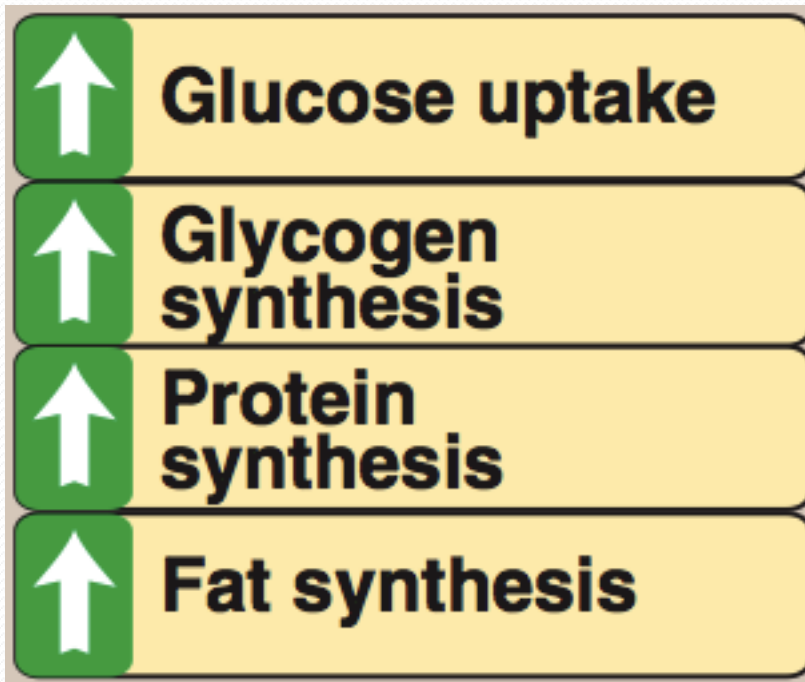 Glucose uptake
Glycogen
synthesis
Protein
synthesis
Fat synthesis